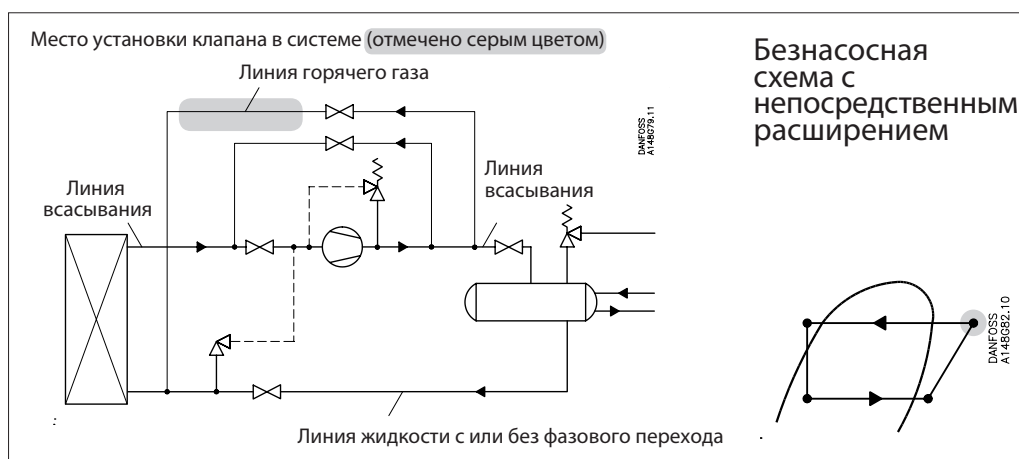 Место установки клапана в системе (отмечено серым цветом)
Линия горячего газа
DANFOSS
A148G79.11
Безнасосная
схема с
непосредственным
расширением
Линия
всасывания
Линия
всасывания
DANFOSS
A148G82.10
Линия жидкости с или без фазового перехода